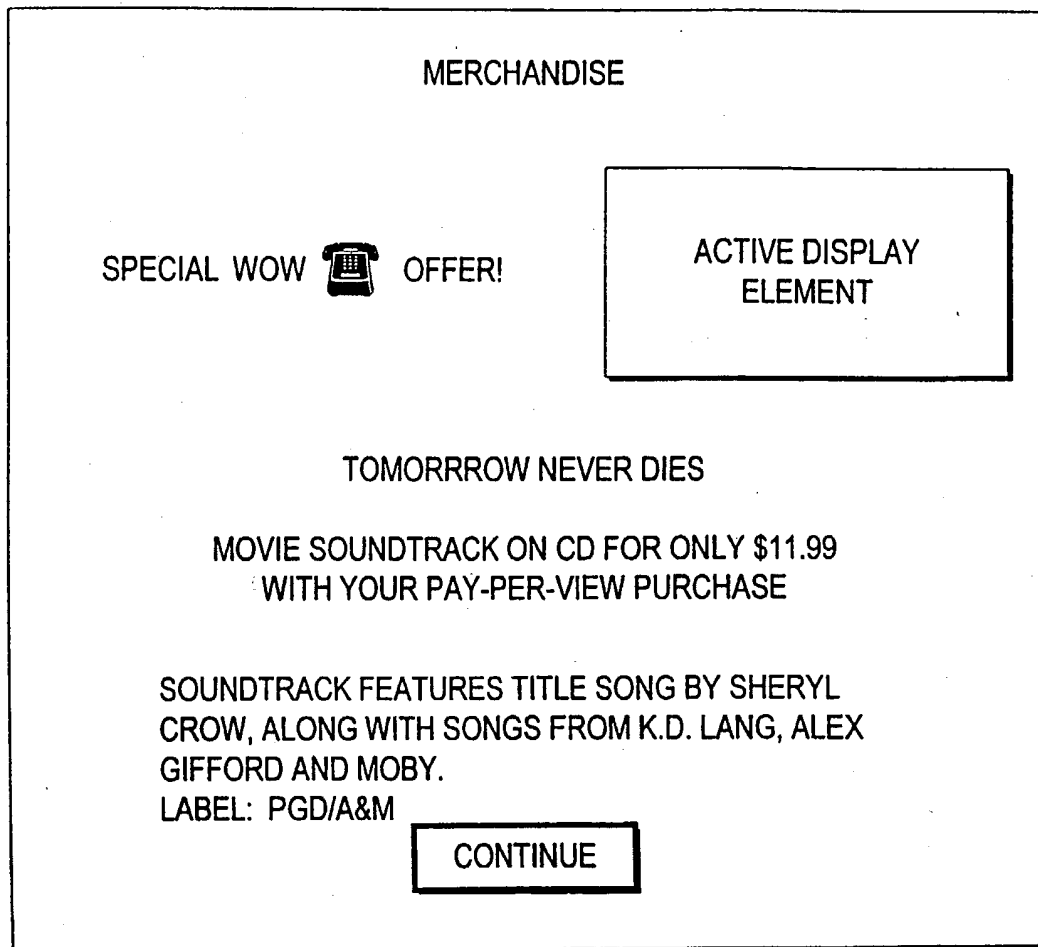 MERCHANDISE
SPECIAL WOW OFFER!
ACTIVE DISPLAY
ELEMENT
TOMORRROW NEVER DIES
MOVIE SOUNDTRACK ON CD FOR ONLY $11.99
WITH YOUR PAY-PER-VIEW PURCHASE
SOUNDTRACK FEATURES TITLE SONG BY SHERYL
CROW, ALONG WITH SONGS FROM K.D. LANG, ALEX
GIFFORD AND MOBY.
LABEL: PGD/A&M
CONTINUE